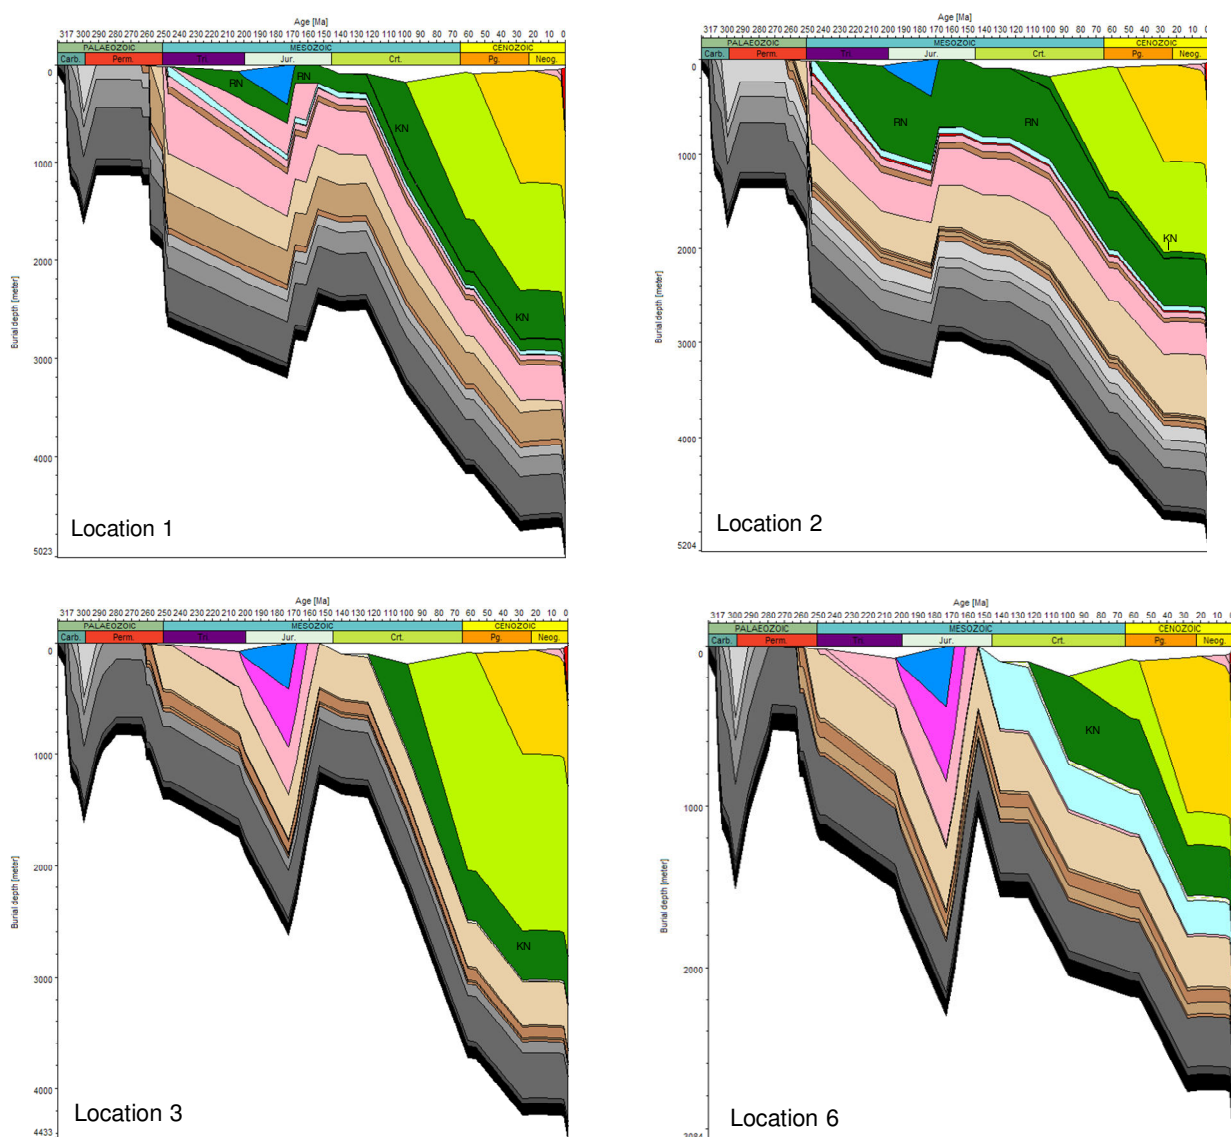 Age [Ma]
317 300 290 280 270 260 250 240 230 220 210 200 190 180 170 160 150 140 130 120 110 100 90 80 70 60 50 40 30 20 10 0
PALAEOZOIC MESOZOIC CENOZOIC
Carb. Perm. Tri. Jur. Crt. Pg. Neog.
Burial depth [meter]
0
1000
2000
3000
4000
5023
RN
RN
KN
KN
Location 1
Age [Ma]
317 300 290 280 270 260 250 240 230 220 210 200 190 180 170 160 150 140 130 120 110 100 90 80 70 60 50 40 30 20 10 0
PALAEOZOIC MESOZOIC CENOZOIC
Carb. Perm. Tri. Jur. Crt. Pg. Neog.
Burial depth [meter]
0
1000
2000
3000
4000
5204
RN
RN
KN
Location 2
Age [Ma]
317 300 290 280 270 260 250 240 230 220 210 200 190 180 170 160 150 140 130 120 110 100 90 80 70 60 50 40 30 20 10 0
PALAEOZOIC MESOZOIC CENOZOIC
Carb. Perm. Tri. Jur. Crt. Pg. Neog.
Burial depth [meter]
0
1000
2000
3000
4000
4433
KN
Location 3
Age [Ma]
317 300 290 280 270 260 250 240 230 220 210 200 190 180 170 160 150 140 130 120 110 100 90 80 70 60 50 40 30 20 10 0
PALAEOZOIC MESOZOIC CENOZOIC
Carb. Perm. Tri. Jur. Crt. Pg. Neog.
Burial depth [meter]
0
1000
2000
3084
KN
Location 6